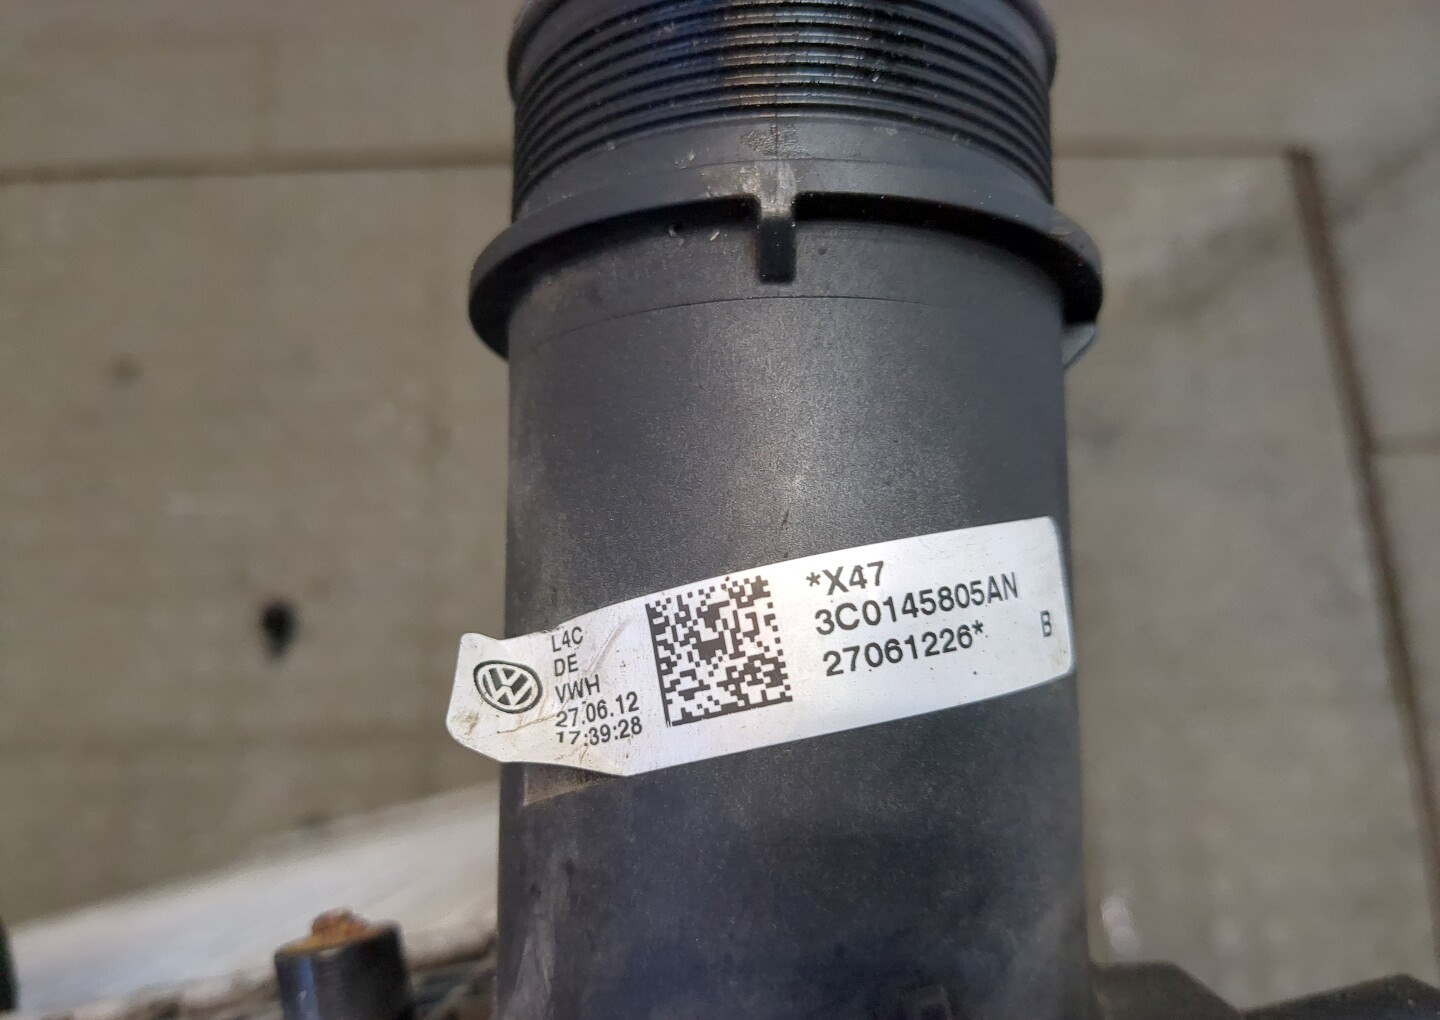 L4C
DE
VWH
27.06.12
17:39:28
*X47
3C0145805AN
27061226*
B